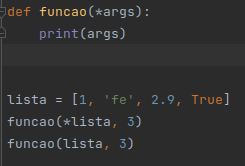 def funcao(*args):
    print(args)
lista = [1, 'fe', 2.9, True]
funcao(*lista, 3)
funcao(lista, 3)